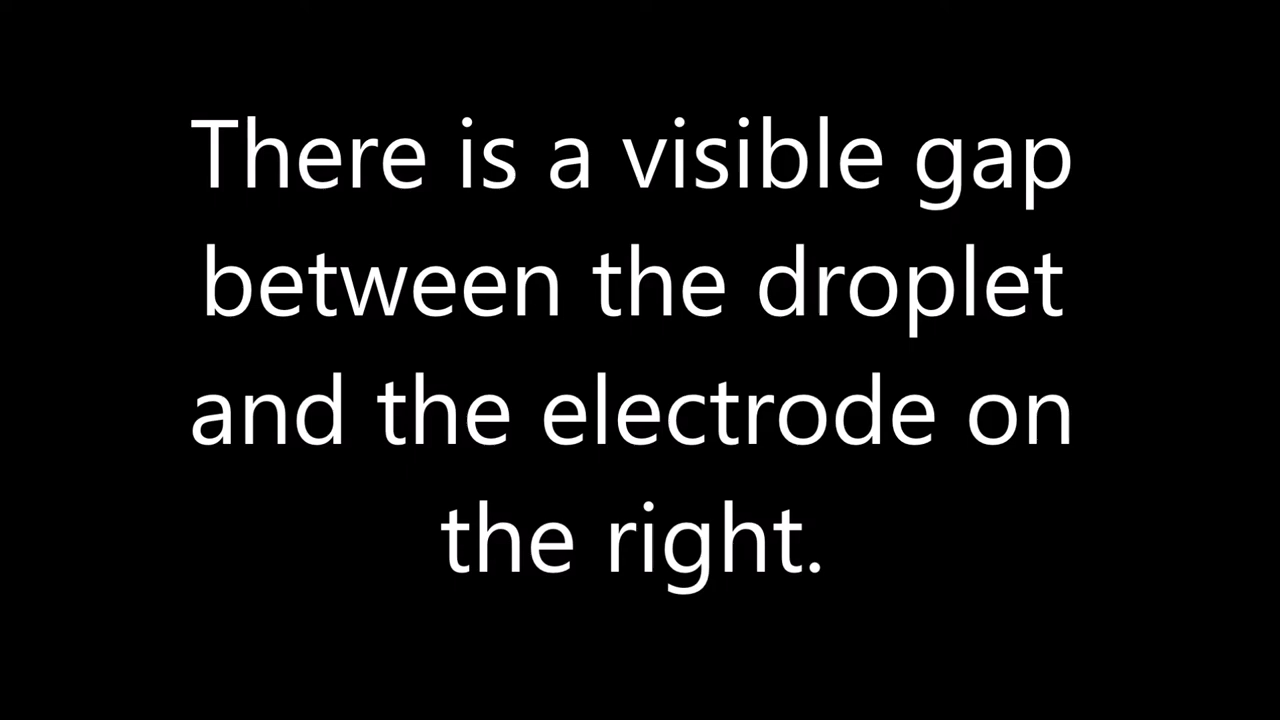 There is a visible gap
between the droplet
and the electrode on
the right.